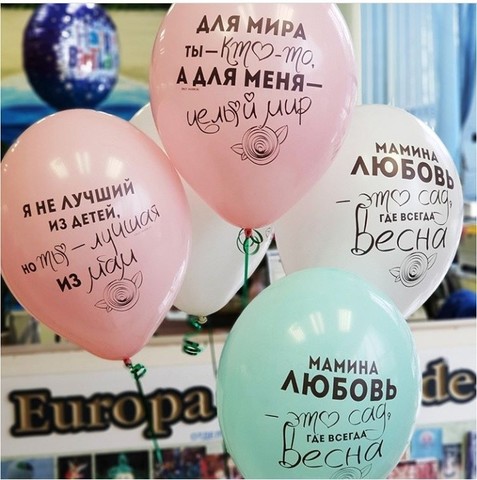 ДЛЯ МИРА
ТЫ—КТО-ТО,
А ДЛЯ МЕНЯ—
целый мир
Я НЕ ЛУЧШИЙ
ИЗ ДЕТЕЙ,
НО ТЫ — лучшая
ИЗ мам
МАМИНА
ЛЮБОВЬ
- это сад,
ГДЕ ВСЕГДА
Весна
МАМИНА
ЛЮБОВЬ
- это сад,
ГДЕ ВСЕГДА
Весна
Europa
de